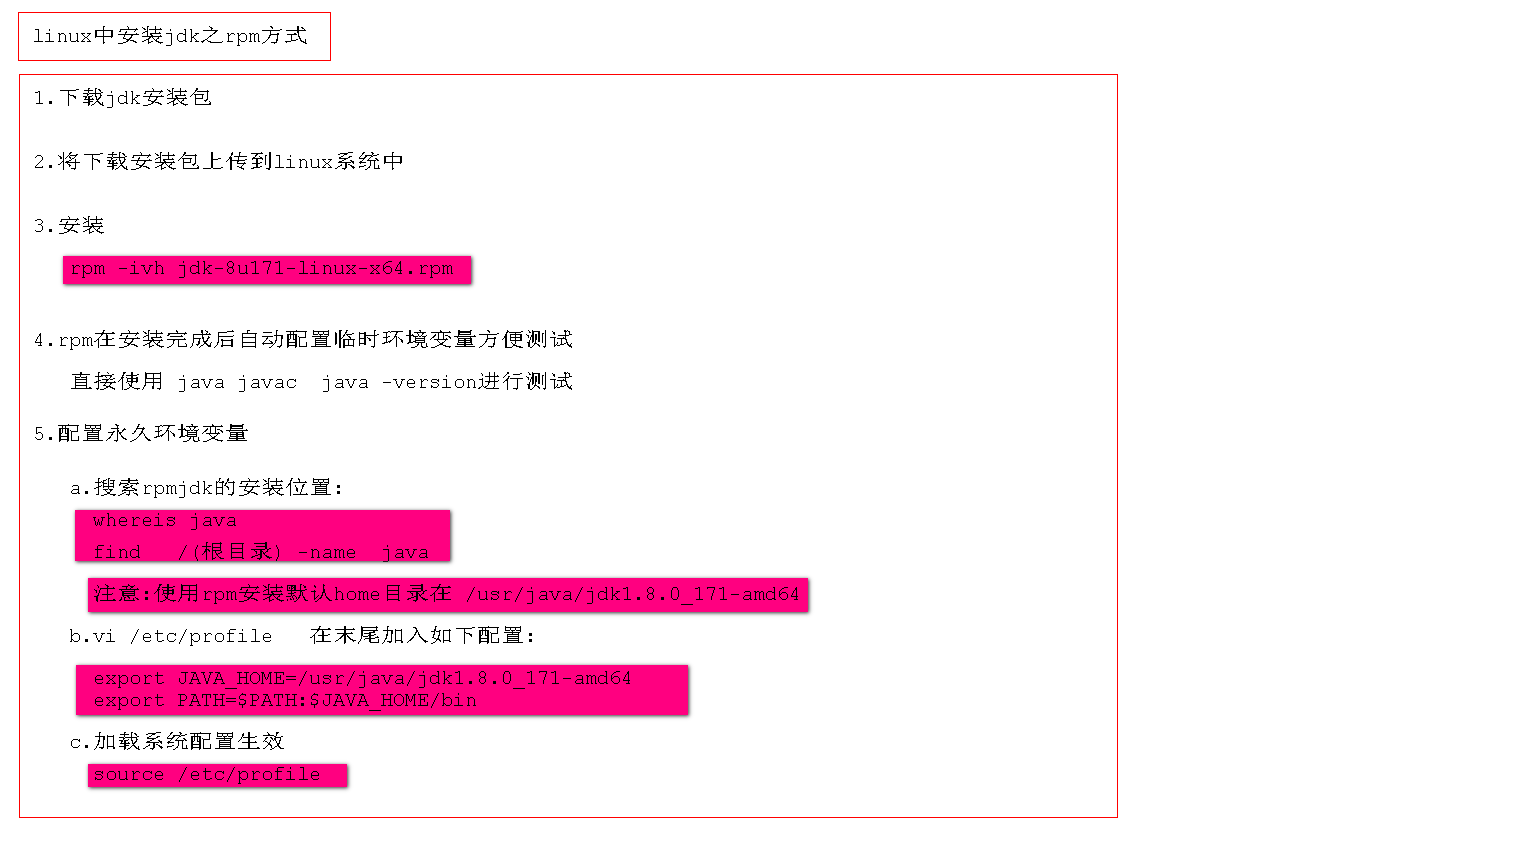 linux中安装jdk之rpm方式
1.下载jdk安装包
2.将下载安装包上传到linux系统中
3.安装
rpm -ivh jdk-8u171-linux-x64.rpm
4.rpm在安装完成后自动配置临时环境变量方便测试
直接使用 java javac  java -version进行测试
5.配置永久环境变量
a.搜索rpmjdk的安装位置:
whereis java
find   /(根目录) -name  java
注意:使用rpm安装默认home目录在 /usr/java/jdk1.8.0_171-amd64
b.vi /etc/profile   在末尾加入如下配置:
export JAVA_HOME=/usr/java/jdk1.8.0_171-amd64
export PATH=$PATH:$JAVA_HOME/bin
c.加载系统配置生效
source /etc/profile